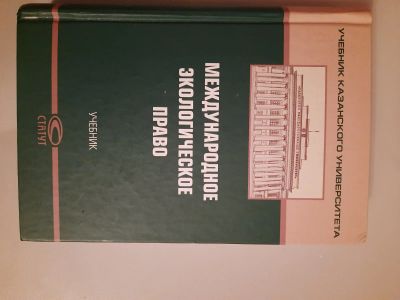 УЧЕБНИК КАЗАНСКОГО УНИВЕРСИТЕТА
МЕЖДУНАРОДНОЕ
ЭКОЛОГИЧЕСКОЕ
ПРАВО
УЧЕБНИК
СТАТУТ